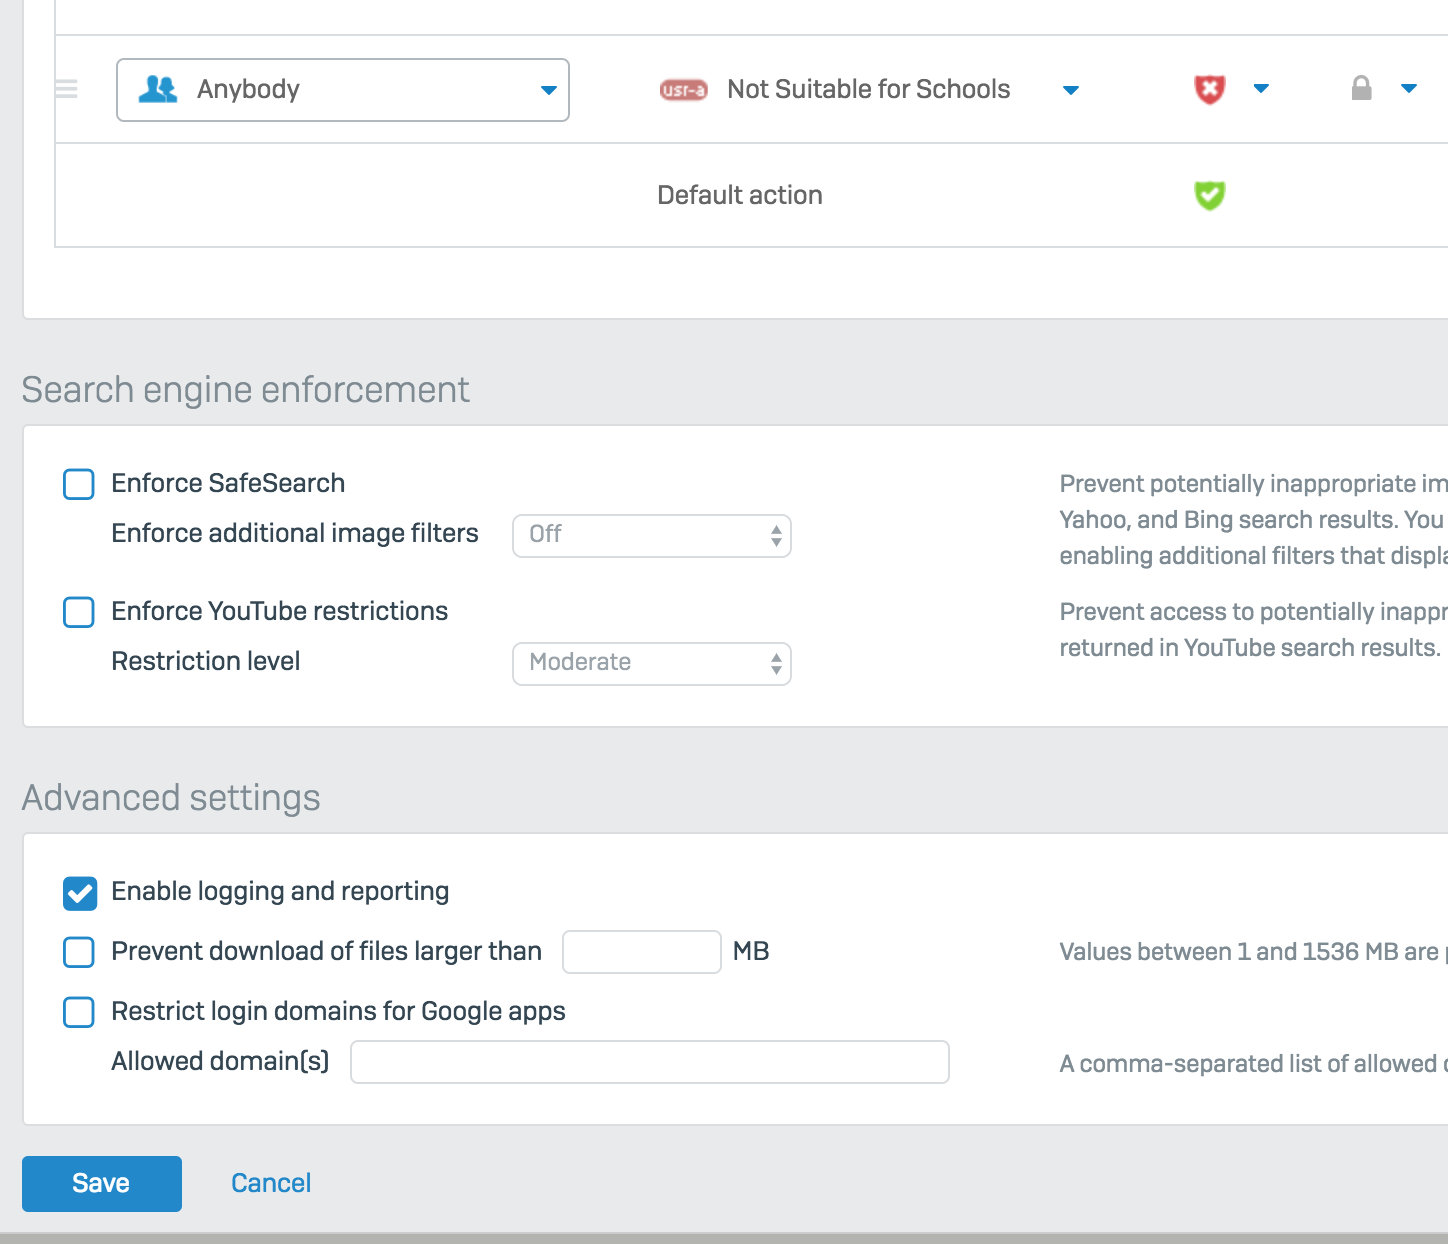 Anybody
usr-a
Not Suitable for Schools
Default action
Search engine enforcement
Enforce SafeSearch
Enforce additional image filters
Off
Prevent potentially inappropriate im
Yahoo, and Bing search results. You
enabling additional filters that displa
Enforce YouTube restrictions
Restriction level
Moderate
Prevent access to potentially inappr
returned in YouTube search results.
Advanced settings
Enable logging and reporting
Prevent download of files larger than
MB
Values between 1 and 1536 MB are p
Restrict login domains for Google apps
Allowed domain(s)
A comma-separated list of allowed
Save
Cancel